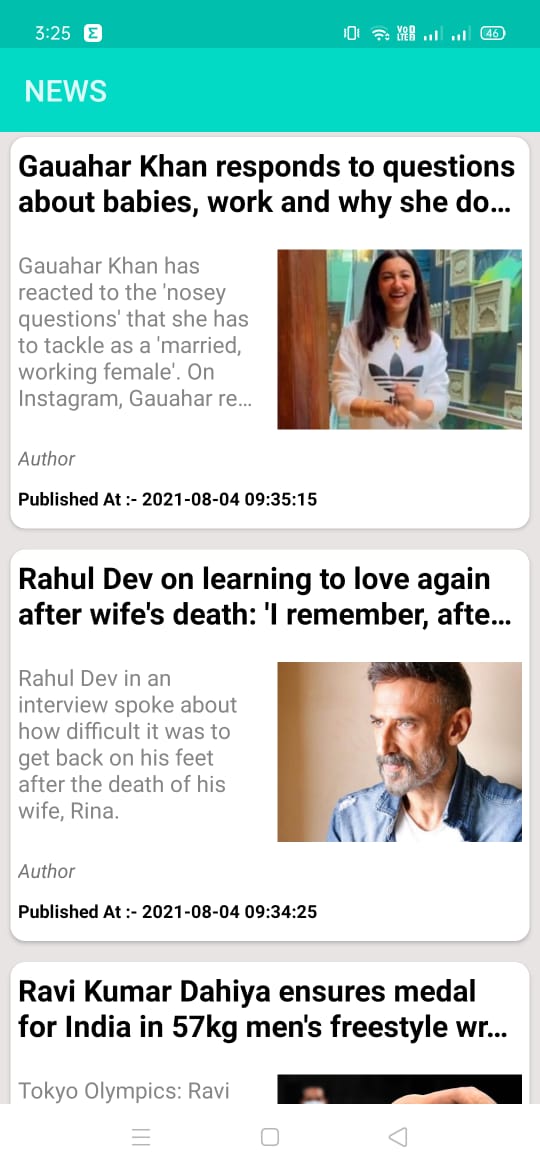 3:25 Σ VoD LTE2 46
NEWS
Gauahar Khan responds to questions
about babies, work and why she do...
Gauahar Khan has
reacted to the 'nosey
questions' that she has
to tackle as a 'married,
working female'. On
Instagram, Gauahar re...
Author
Published At :- 2021-08-04 09:35:15
Rahul Dev on learning to love again
after wife's death: 'I remember, afte...
Rahul Dev in an
interview spoke about
how difficult it was to
get back on his feet
after the death of his
wife, Rina.
Author
Published At :- 2021-08-04 09:34:25
Ravi Kumar Dahiya ensures medal
for India in 57kg men's freestyle wr...
Tokyo Olympics: Ravi